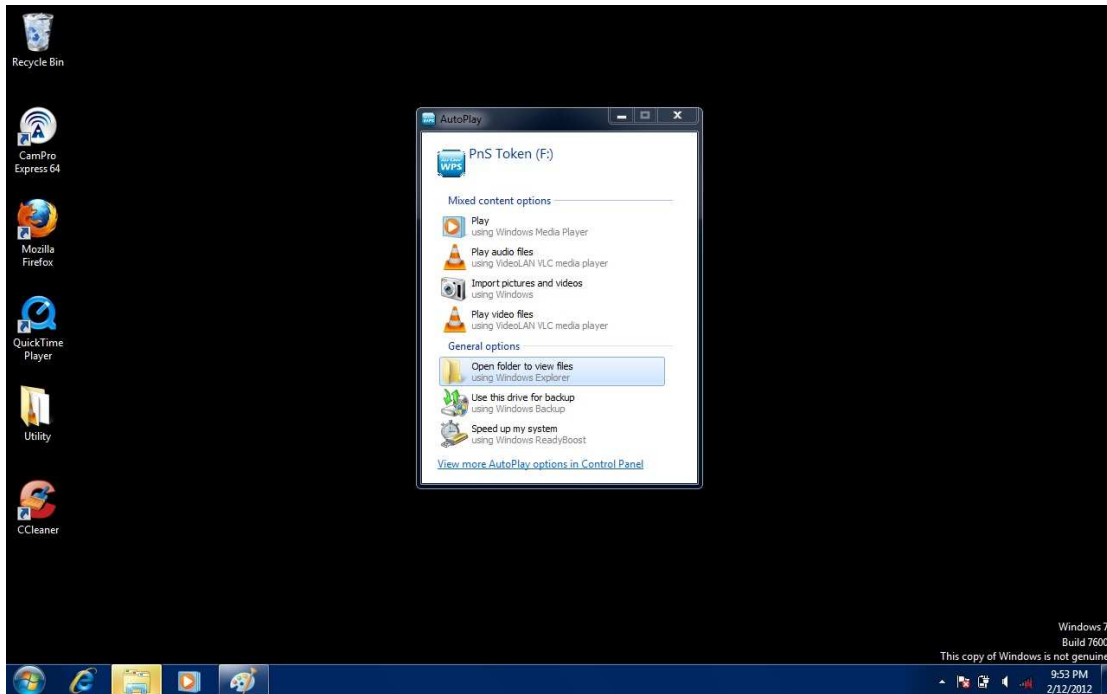 Recycle Bin
CamPro
Express 64
Mozilla
Firefox
QuickTime
Player
Utility
CCleaner
AutoPlay
WPS
PnS Token (F:)
Mixed content options
Play
using Windows Media Player
Play audio files
using VideoLAN VLC media player
Import pictures and videos
using Windows
Play video files
using VideoLAN VLC media player
General options
Open folder to view files
using Windows Explorer
Use this drive for backup
using Windows Backup
Speed up my system
using Windows ReadyBoost
View more AutoPlay options in Control Panel
Windows 7
Build 7600
This copy of Windows is not genuine
9:53 PM
2/12/2012